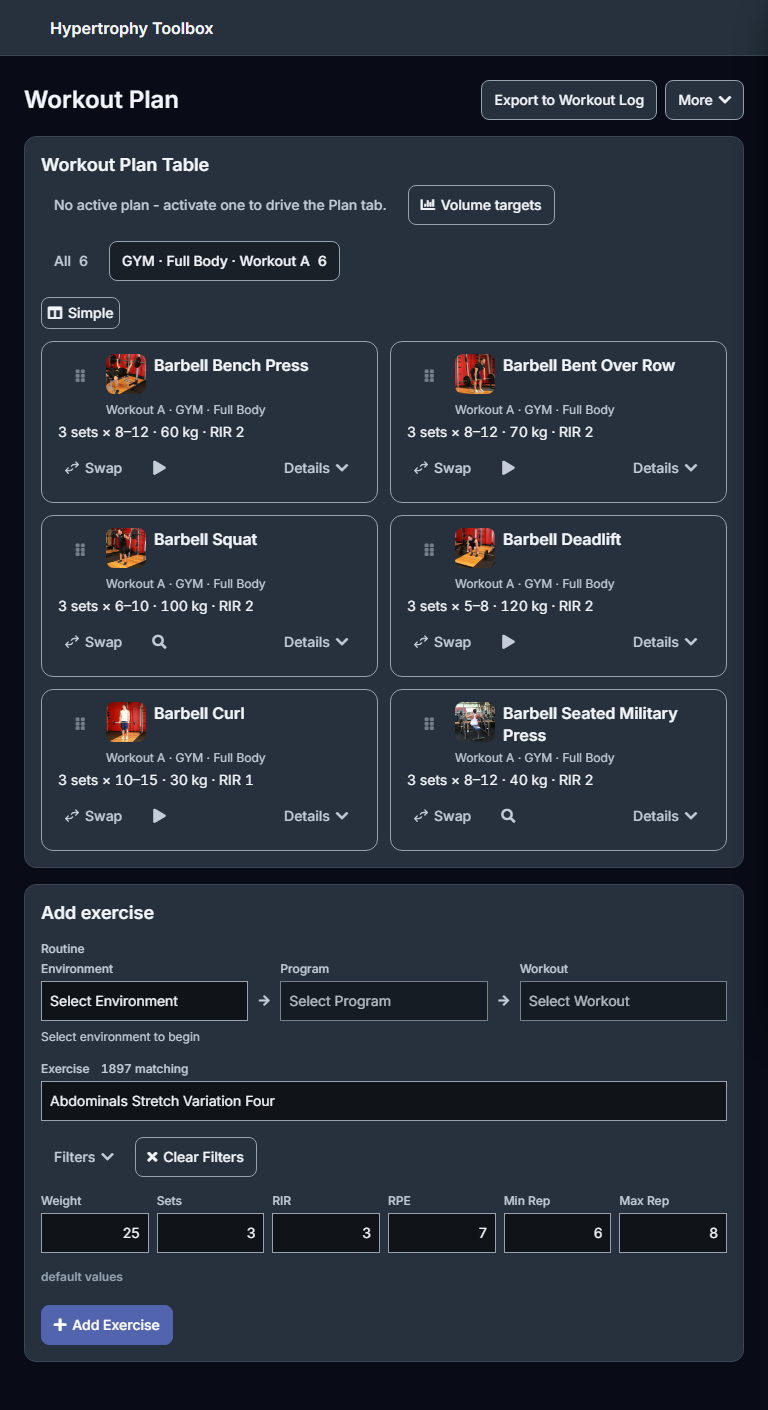 Hypertrophy Toolbox
Workout Plan
Export to Workout Log
More
Workout Plan Table
No active plan - activate one to drive the Plan tab.
Volume targets
All 6
GYM · Full Body · Workout A 6
Simple
Barbell Bench Press
Workout A · GYM · Full Body
3 sets × 8–12 · 60 kg · RIR 2
Swap
Details
Barbell Bent Over Row
Workout A · GYM · Full Body
3 sets × 8–12 · 70 kg · RIR 2
Swap
Details
Barbell Squat
Workout A · GYM · Full Body
3 sets × 6–10 · 100 kg · RIR 2
Swap
Details
Barbell Deadlift
Workout A · GYM · Full Body
3 sets × 5–8 · 120 kg · RIR 2
Swap
Details
Barbell Curl
Workout A · GYM · Full Body
3 sets × 10–15 · 30 kg · RIR 1
Swap
Details
Barbell Seated Military
Press
Workout A · GYM · Full Body
3 sets × 8–12 · 40 kg · RIR 2
Swap
Details
Add exercise
Routine
Environment
Program
Workout
Select Environment
Select Program
Select Workout
Select environment to begin
Exercise 1897 matching
Abdominals Stretch Variation Four
Filters
Clear Filters
Weight
Sets
RIR
RPE
Min Rep
Max Rep
25
3
3
7
6
8
default values
Add Exercise